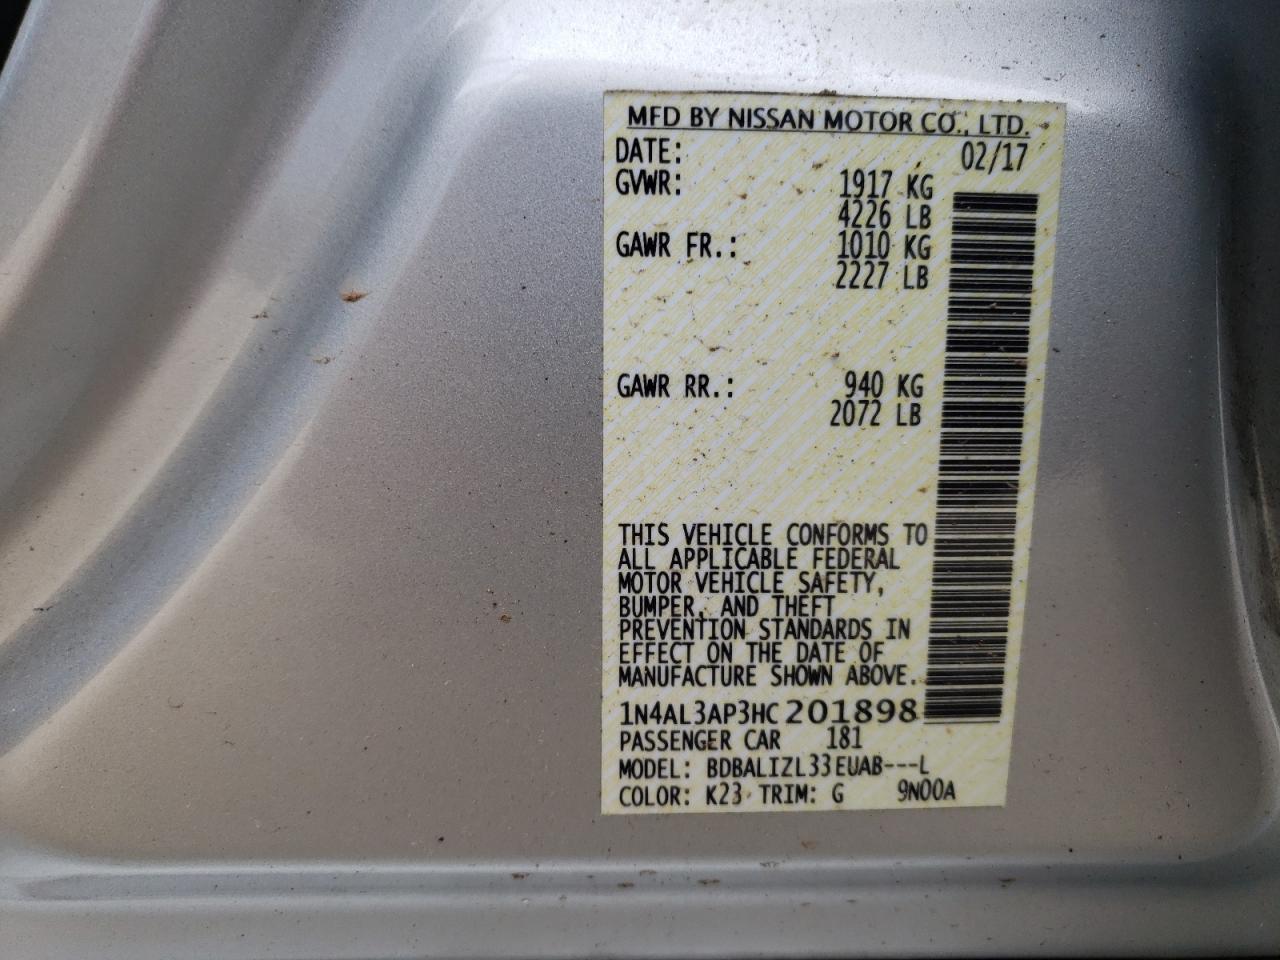 MFD BY NISSAN MOTOR CO., LTD.
DATE: 02/17
GVWR: 1917 KG
4226 LB
GAWR FR.: 1010 KG
2227 LB
GAWR RR.: 940 KG
2072 LB
THIS VEHICLE CONFORMS TO
ALL APPLICABLE FEDERAL
MOTOR VEHICLE SAFETY,
BUMPER, AND THEFT
PREVENTION STANDARDS IN
EFFECT ON THE DATE OF
MANUFACTURE SHOWN ABOVE.
1N4AL3AP3HC201898
PASSENGER CAR 181
MODEL: BDBALIZL33EUAB---L
COLOR: K23 TRIM: G 9N00A